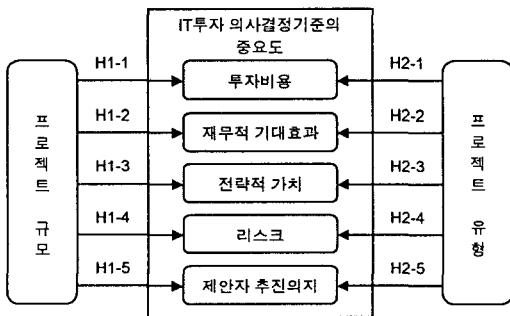 IT투자 의사결정기준의
중요도
H1-1
투자비용
H2-1
H1-2
재무적 기대효과
H2-2
H1-3
전략적 가치
H2-3
H1-4
리스크
H2-4
H1-5
제안자 추진의지
H2-5
프로젝트 규모
프로젝트 유형